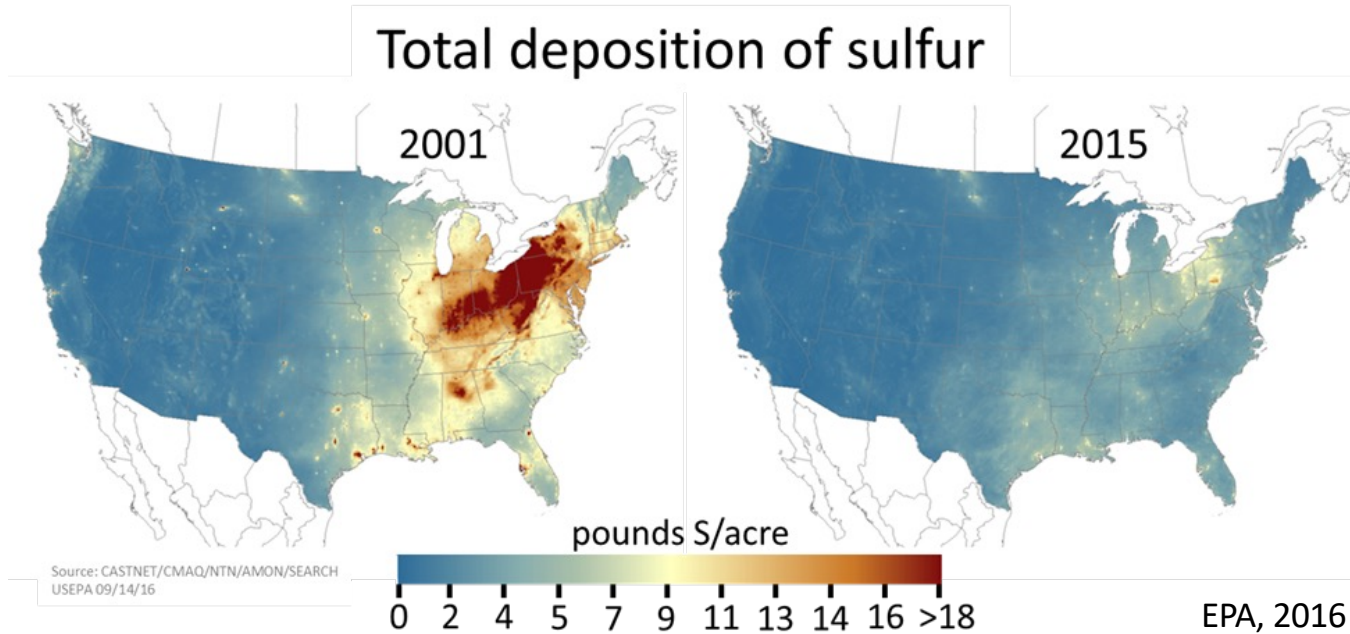 Total deposition of sulfur
2001
2015
pounds S/acre
Source: CASTNET/CMAQ/NTN/AMON/SEARCH
USEPA 09/14/16
0 2 4 5 7 9 11 13 14 16 >18
EPA, 2016